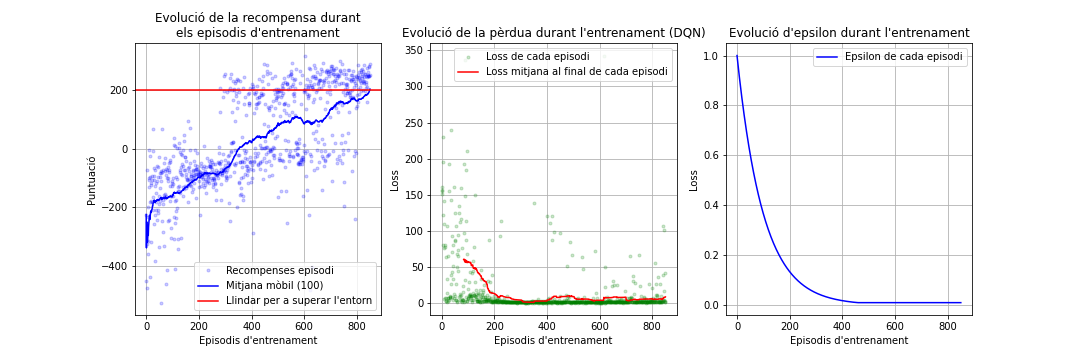 Evolució de la recompensa durant
els episodis d'entrenament
200
0
−200
−400
Puntuació
0
200
400
600
800
Episodis d'entrenament
Recompenses episodi
Mitjana mòbil (100)
Llindar per a superar l'entorn
Evolució de la pèrdua durant l'entrenament (DQN)
350
300
250
200
150
100
50
0
Loss
0
200
400
600
800
Episodis d'entrenament
Loss de cada episodi
Loss mitjana al final de cada episodi
Evolució d'epsilon durant l'entrenament
1.0
0.8
0.6
0.4
0.2
0.0
Loss
0
200
400
600
800
Episodis d'entrenament
Epsilon de cada episodi